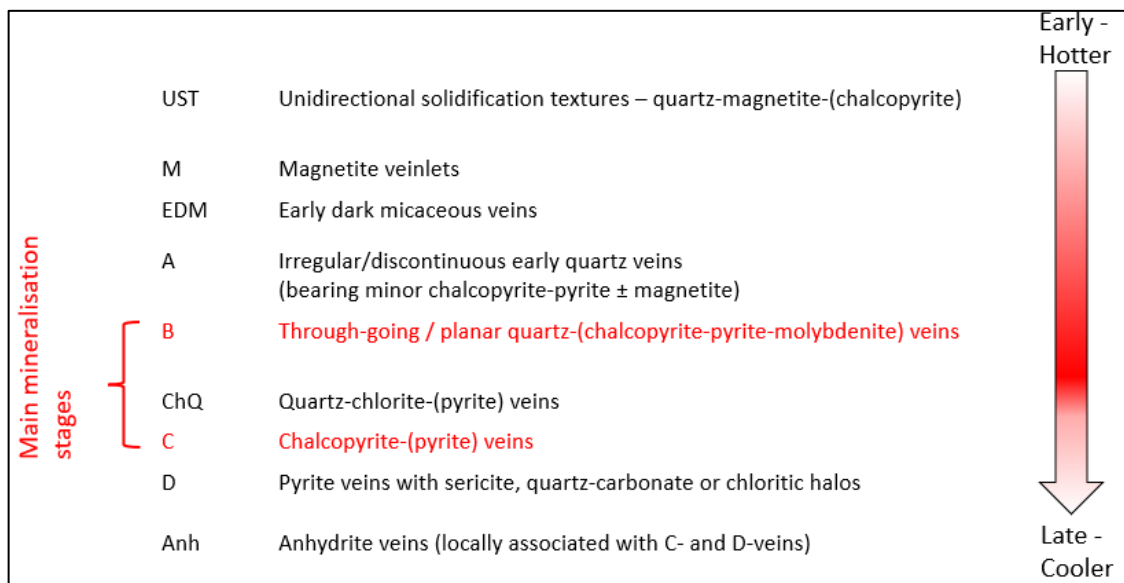 Early -
Hotter
UST Unidirectional solidification textures – quartz-magnetite-(chalcopyrite)
M Magnetite veinlets
EDM Early dark micaceous veins
A Irregular/discontinuous early quartz veins
(bearing minor chalcopyrite-pyrite ± magnetite)
Main mineralisation
stages
B Through-going / planar quartz-(chalcopyrite-pyrite-molybdenite) veins
ChQ Quartz-chlorite-(pyrite) veins
C Chalcopyrite-(pyrite) veins
D Pyrite veins with sericite, quartz-carbonate or chloritic halos
Anh Anhydrite veins (locally associated with C- and D-veins)
Late -
Cooler